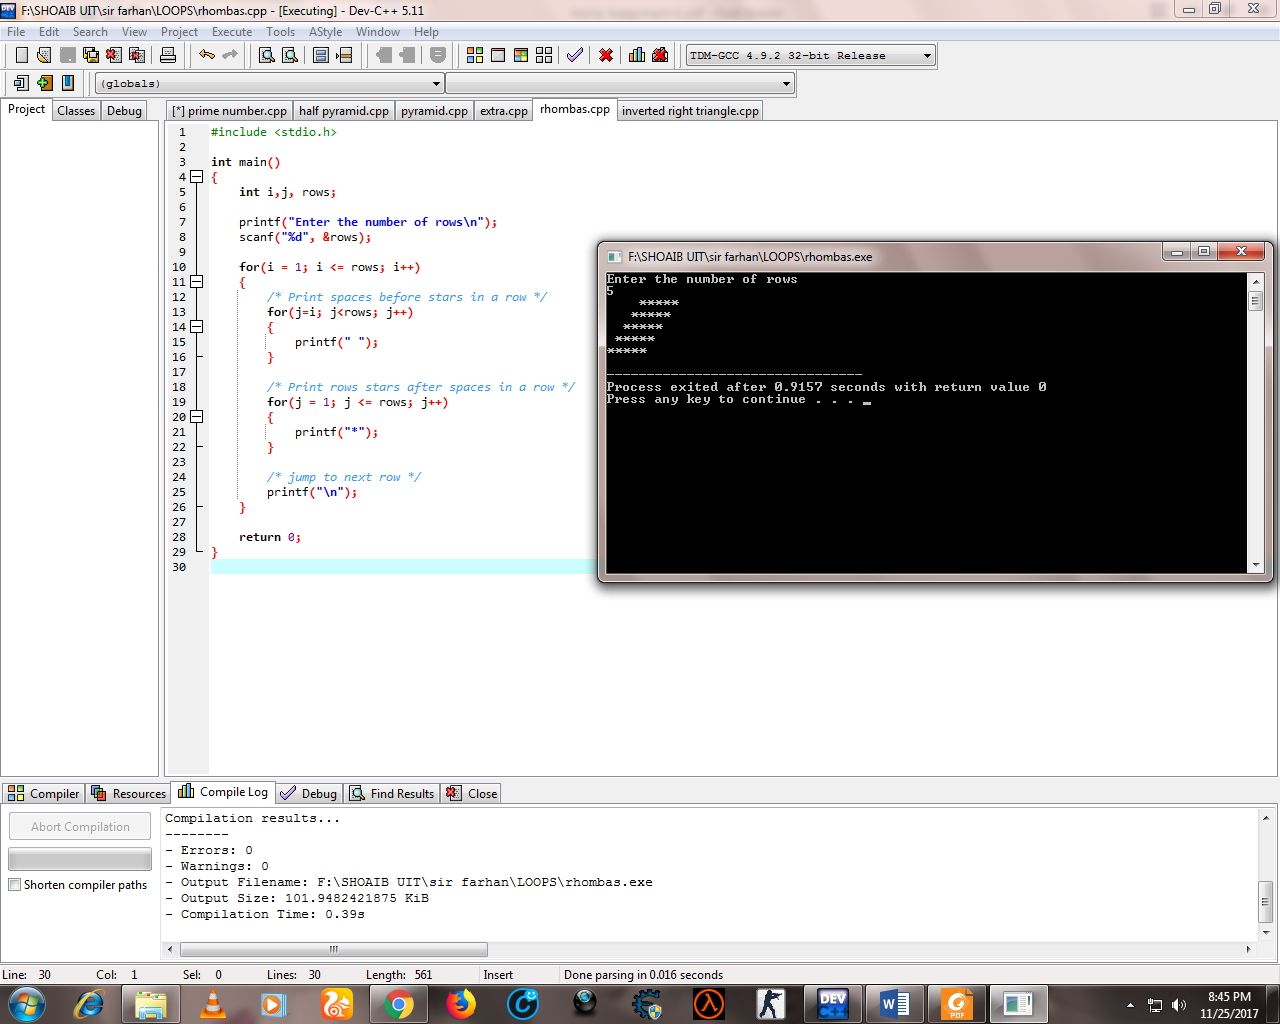 F:\SHOAIB UIT\sir farhan\LOOPS\rhombas.cpp - [Executing] - Dev-C++ 5.11
File Edit Search View Project Execute Tools AStyle Window Help
TDM-GCC 4.9.2 32-bit Release
(globals)
Project Classes Debug
[*] prime number.cpp half pyramid.cpp pyramid.cpp extra.cpp rhombas.cpp inverted right triangle.cpp
1 #include <stdio.h>
2
3 int main()
4 {
5 int i,j, rows;
6
7 printf("Enter the number of rows\n");
8 scanf("%d", &rows);
9
10 for(i = 1; i <= rows; i++)
11 {
12 /* Print spaces before stars in a row */
13 for(j=i; j<rows; j++)
14 {
15 printf(" ");
16 }
17
18 /* Print rows stars after spaces in a row */
19 for(j = 1; j <= rows; j++)
20 {
21 printf("*");
22 }
23
24 /* jump to next row */
25 printf("\n");
26 }
27
28 return 0;
29 }
30
F:\SHOAIB UIT\sir farhan\LOOPS\rhombas.exe
Enter the number of rows
5
    *****
   *****
  *****
 *****
*****
--------------------------------
Process exited after 0.9157 seconds with return value 0
Press any key to continue . . . _
Compiler Resources Compile Log Debug Find Results Close
Abort Compilation
Shorten compiler paths
Compilation results...
--------
- Errors: 0
- Warnings: 0
- Output Filename: F:\SHOAIB UIT\sir farhan\LOOPS\rhombas.exe
- Output Size: 101.9482421875 KiB
- Compilation Time: 0.39s
Line: 30 Col: 1 Sel: 0 Lines: 30 Length: 561 Insert Done parsing in 0.016 seconds
DEV C++
W
PDF
8:45 PM
11/25/2017